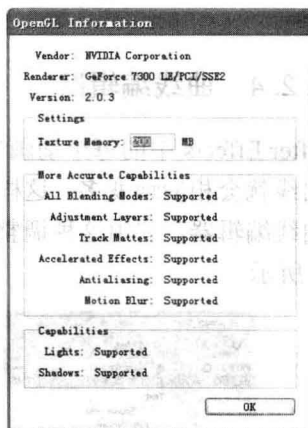 OpenGL Information
Vendor: NVIDIA Corporation
Renderer: GeForce 7300 LE/PCI/SSE2
Version: 2.0.3
Settings
Texture Memory: MB
More Accurate Capabilities
All Blending Modes: Supported
Adjustment Layers: Supported
Track Mattes: Supported
Accelerated Effects: Supported
Antialiasing: Supported
Motion Blur: Supported
Capabilities
Lights: Supported
Shadows: Supported
OK